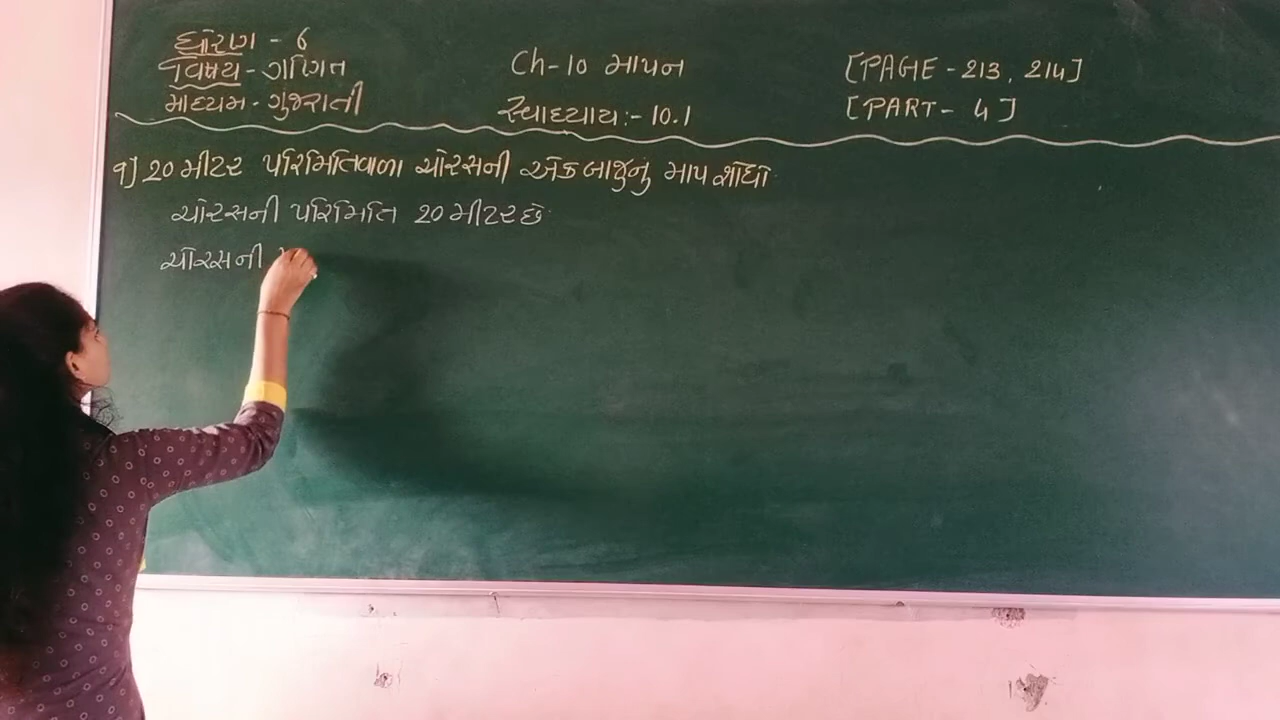 ધોરણ - 6
વિષય - ગણિત
માધ્યમ - ગુજરાતી
Ch-10 માપન
સ્વાધ્યાય:- 10.1
[PAGE - 213, 214]
[PART - 4]
૧] 20 મીટર પરિમિતિવાળા ચોરસની એક બાજુનું માપ શોધો
ચોરસની પરિમિતિ 20 મીટર છે
ચોરસની